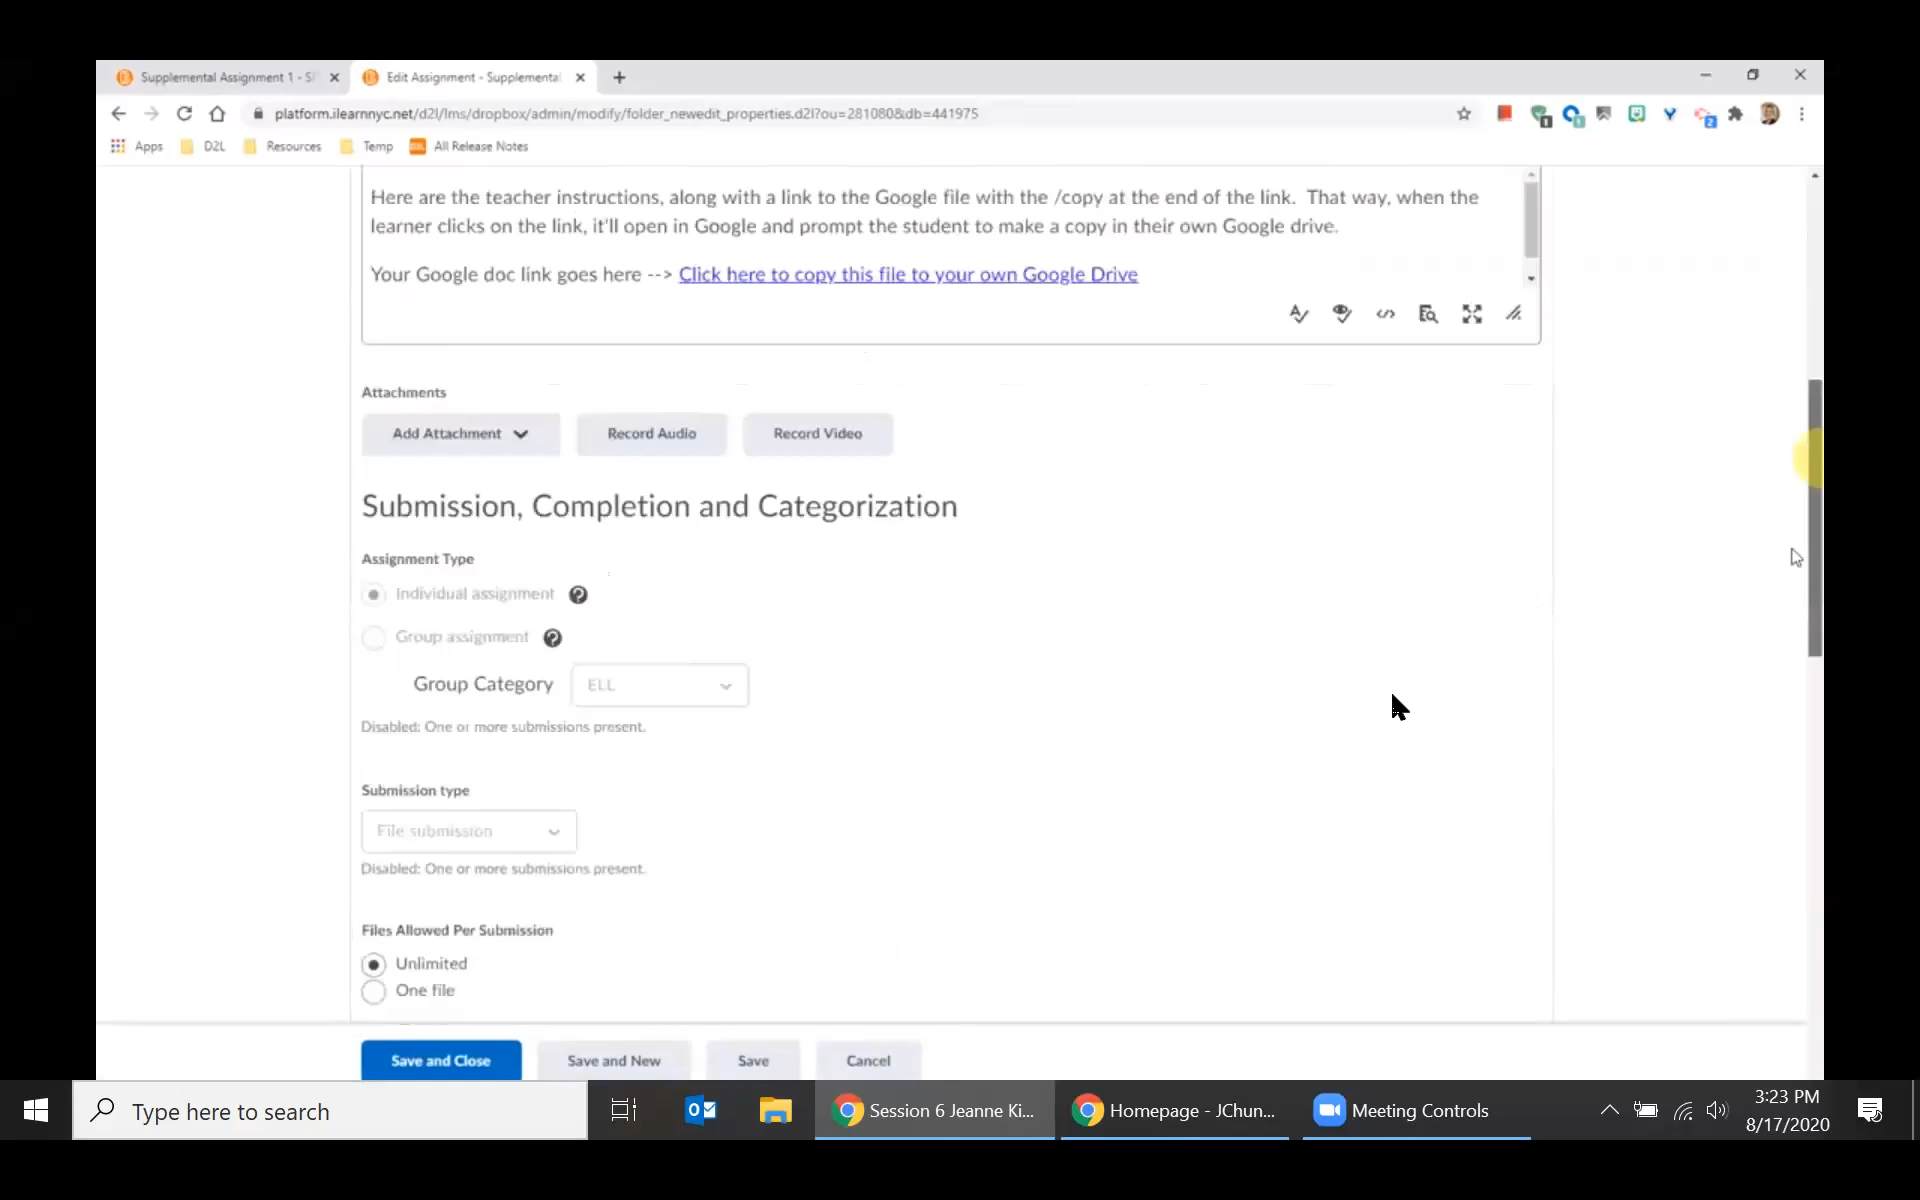 Supplemental Assignment 1 - S
Edit Assignment - Supplemental
platform.ilearnnyc.net/d2l/lms/dropbox/admin/modify/folder_newedit_properties.d2l?ou=281080&db=441975
Apps D2L Resources Temp All Release Notes
Here are the teacher instructions, along with a link to the Google file with the /copy at the end of the link. That way, when the
learner clicks on the link, it'll open in Google and prompt the student to make a copy in their own Google drive.
Your Google doc link goes here --> Click here to copy this file to your own Google Drive
Attachments
Add Attachment Record Audio Record Video
Submission, Completion and Categorization
Assignment Type
Individual assignment
Group assignment
Group Category ELL
Disabled: One or more submissions present.
Submission type
File submission
Disabled: One or more submissions present.
Files Allowed Per Submission
Unlimited
One file
Save and Close Save and New Save Cancel
Type here to search
Session 6 Jeanne Ki...
Homepage - JChun...
Meeting Controls
3:23 PM
8/17/2020